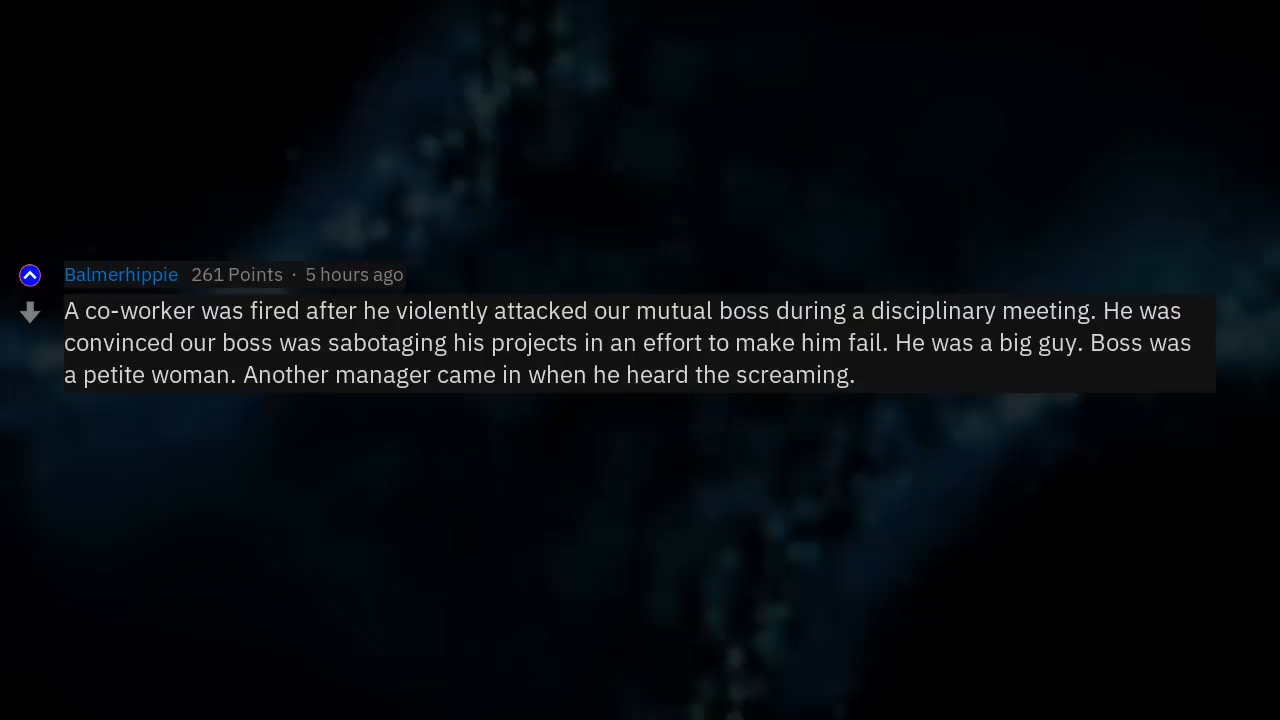 Balmerhippie 261 Points · 5 hours ago
A co-worker was fired after he violently attacked our mutual boss during a disciplinary meeting. He was
convinced our boss was sabotaging his projects in an effort to make him fail. He was a big guy. Boss was
a petite woman. Another manager came in when he heard the screaming.